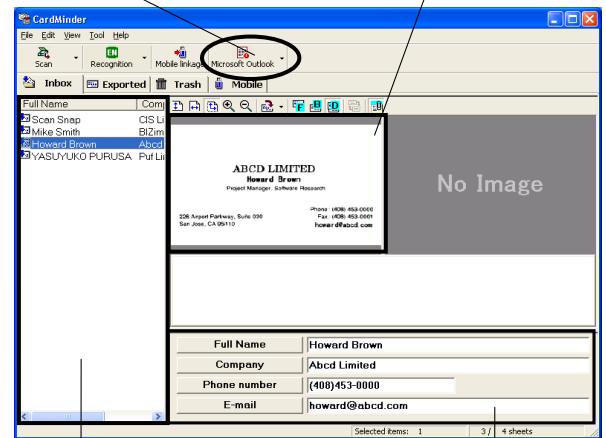 CardMinder
File Edit View Tool Help
Scan Recognition Mobile linkage Microsoft Outlook
Inbox Exported Trash Mobile
Full Name Comp
Scan Snap CIS Li
Mike Smith BIZim
Howard Brown Abcd
YASUYUKO PURUSA Puf Lir
ABCD LIMITED
Howard Brown
Project Manager, Software Research
Phone : (408) 453-0000
226 Airport Parkway, Suite 030 Fax : (408) 453-0001
San Jose, CA 95110 howard@abcd.com
No Image
Full Name Howard Brown
Company Abcd Limited
Phone number (408)453-0000
E-mail howard@abcd.com
Selected items: 1 3 / 4 sheets